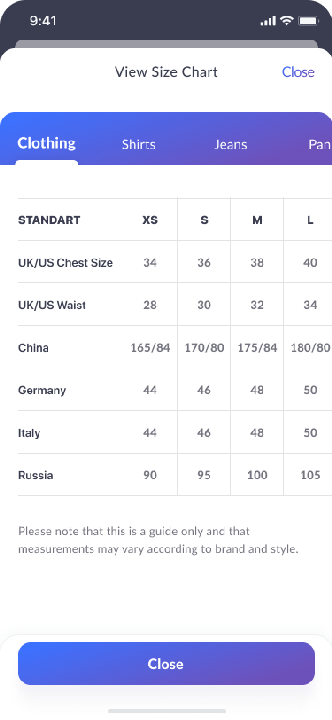 9:41
View Size Chart Close
Clothing Shirts Jeans Pan
STANDART XS S M L
UK/US Chest Size 34 36 38 40
UK/US Waist 28 30 32 34
China 165/84 170/80 175/84 180/80
Germany 44 46 48 50
Italy 44 46 48 50
Russia 90 95 100 105
Please note that this is a guide only and that
measurements may vary according to brand and style.
Close